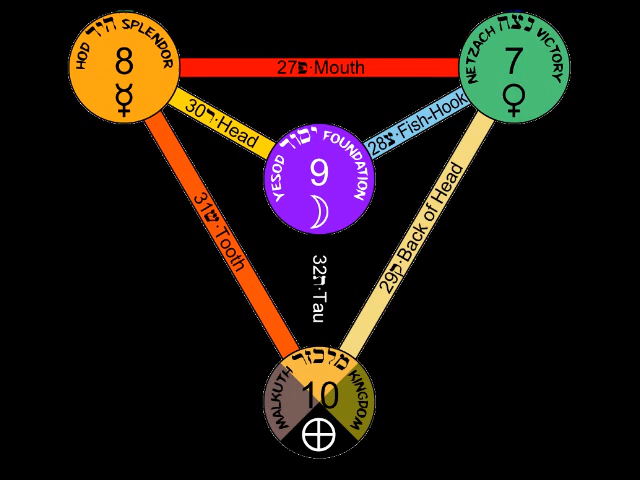 HOD הוד SPLENDOR
8
☿
NETZACH נצח VICTORY
7
♀
27·פ·Mouth
30·ר·Head
28·צ·Fish-Hook
YESOD יסוד FOUNDATION
9
☽
31·ש·Tooth
29·ק·Back of Head
32·ת·Tau
MALKUTH מלכות KINGDOM
10
⊕